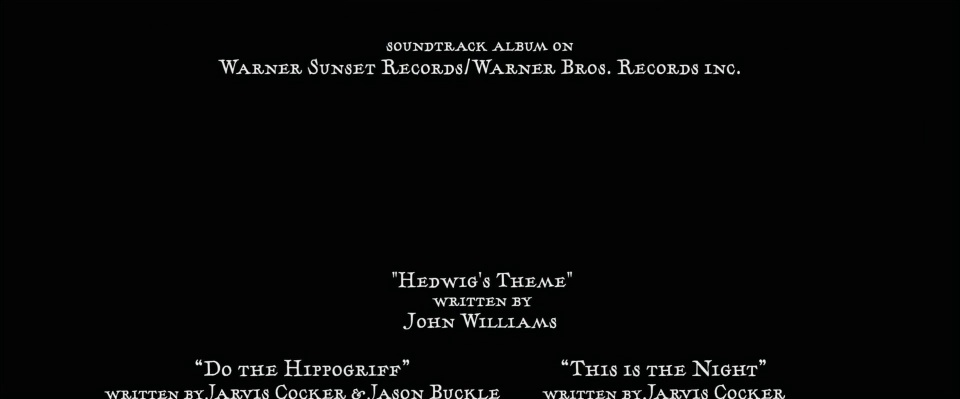 SOUNDTRACK ALBUM ON
WARNER SUNSET RECORDS/WARNER BROS. RECORDS INC.
"HEDWIG'S THEME"
WRITTEN BY
JOHN WILLIAMS
“DO THE HIPPOGRIFF” “THIS IS THE NIGHT”
WRITTEN BY JARVIS COCKER & JASON BUCKLE WRITTEN BY JARVIS COCKER